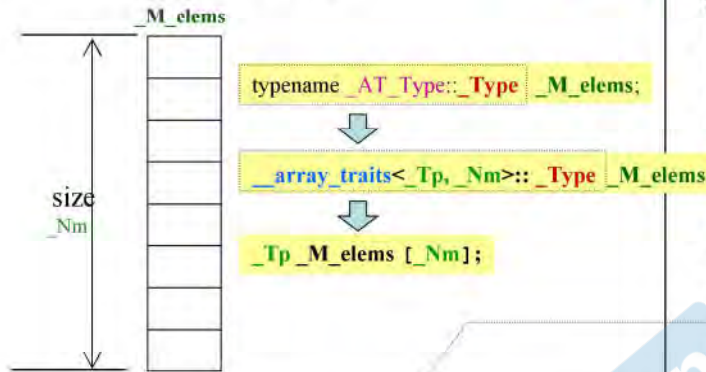 _M_elems
typename _AT_Type::_Type _M_elems;
__array_traits<_Tp, _Nm>:: _Type _M_elems
size
_Nm
_Tp _M_elems [_Nm];